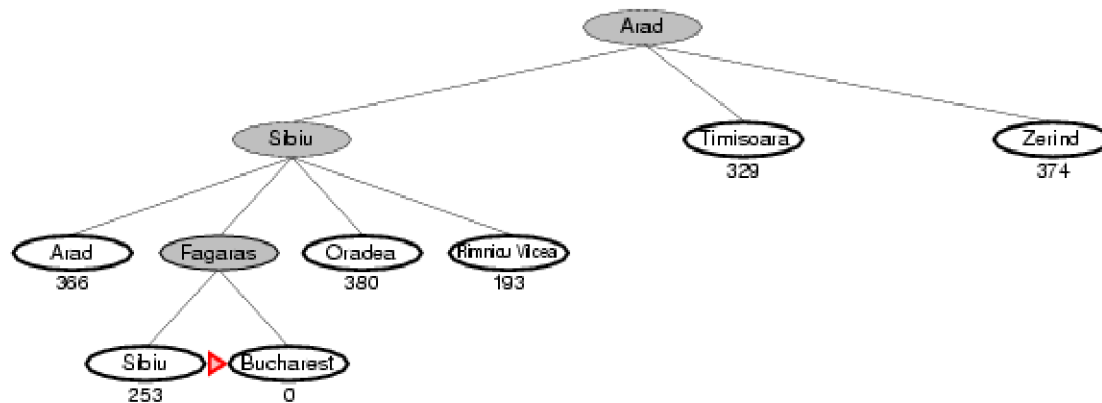 Arad
Sibiu
Timisoara
Zerind
329
374
Arad
Fagaras
Oradea
Rimnicu Vilcea
366
380
193
Sibiu
Bucharest
253
0